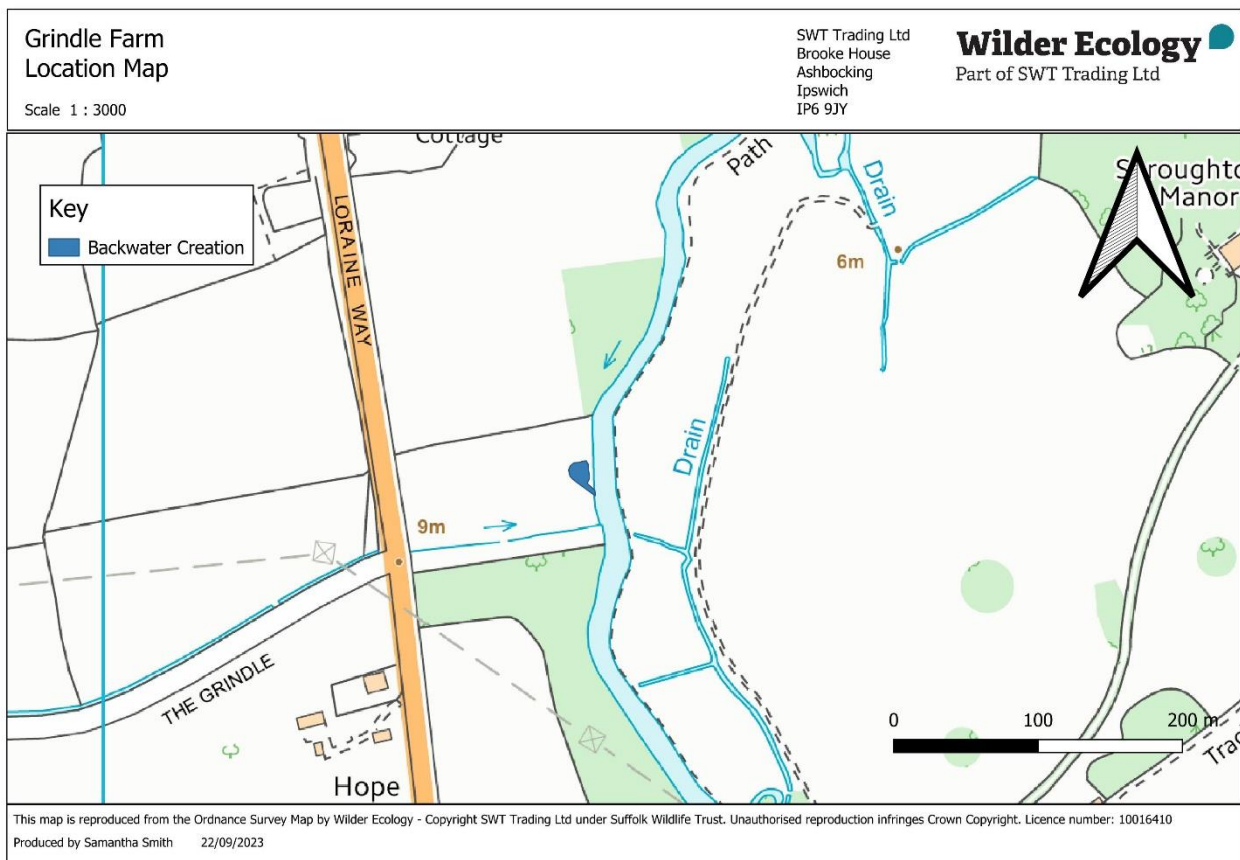 Grindle Farm
Location Map
Scale 1 : 3000
SWT Trading Ltd
Brooke House
Ashbocking
Ipswich
IP6 9JY
Wilder Ecology
Part of SWT Trading Ltd
Cottage
Path
Drain
Manor
Key
Backwater Creation
LORAINE WAY
6m
Drain
9m
THE GRINDLE
Hope
0 100 200 m
Trac
This map is reproduced from the Ordnance Survey Map by Wilder Ecology - Copyright SWT Trading Ltd under Suffolk Wildlife Trust. Unauthorised reproduction infringes Crown Copyright. Licence number: 10016410
Produced by Samantha Smith 22/09/2023